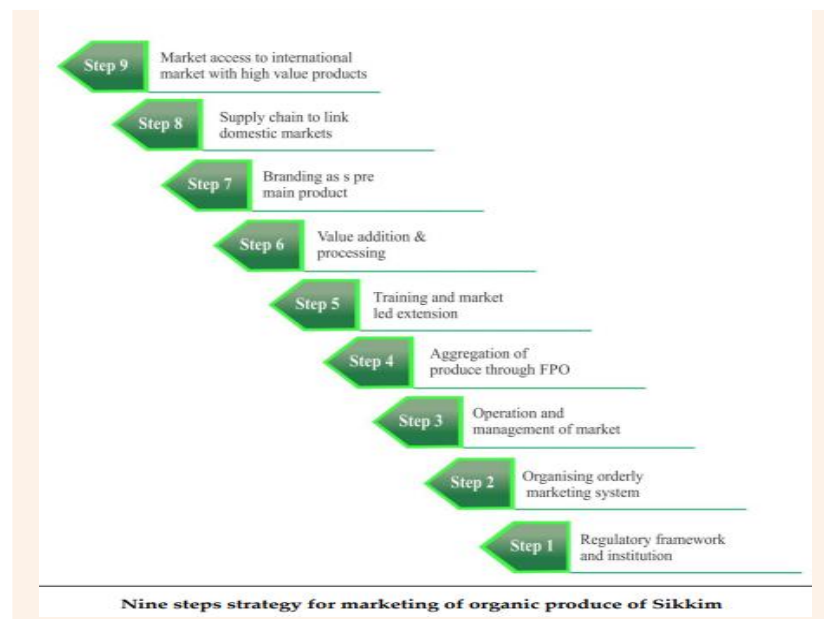 Step 9
Market access to international
market with high value products
Step 8
Supply chain to link
domestic markets
Step 7
Branding as s pre
main product
Step 6
Value addition &
processing
Step 5
Training and market
led extension
Step 4
Aggregation of
produce through FPO
Step 3
Operation and
management of market
Step 2
Organising orderly
marketing system
Step 1
Regulatory framework
and institution
Nine steps strategy for marketing of organic produce of Sikkim